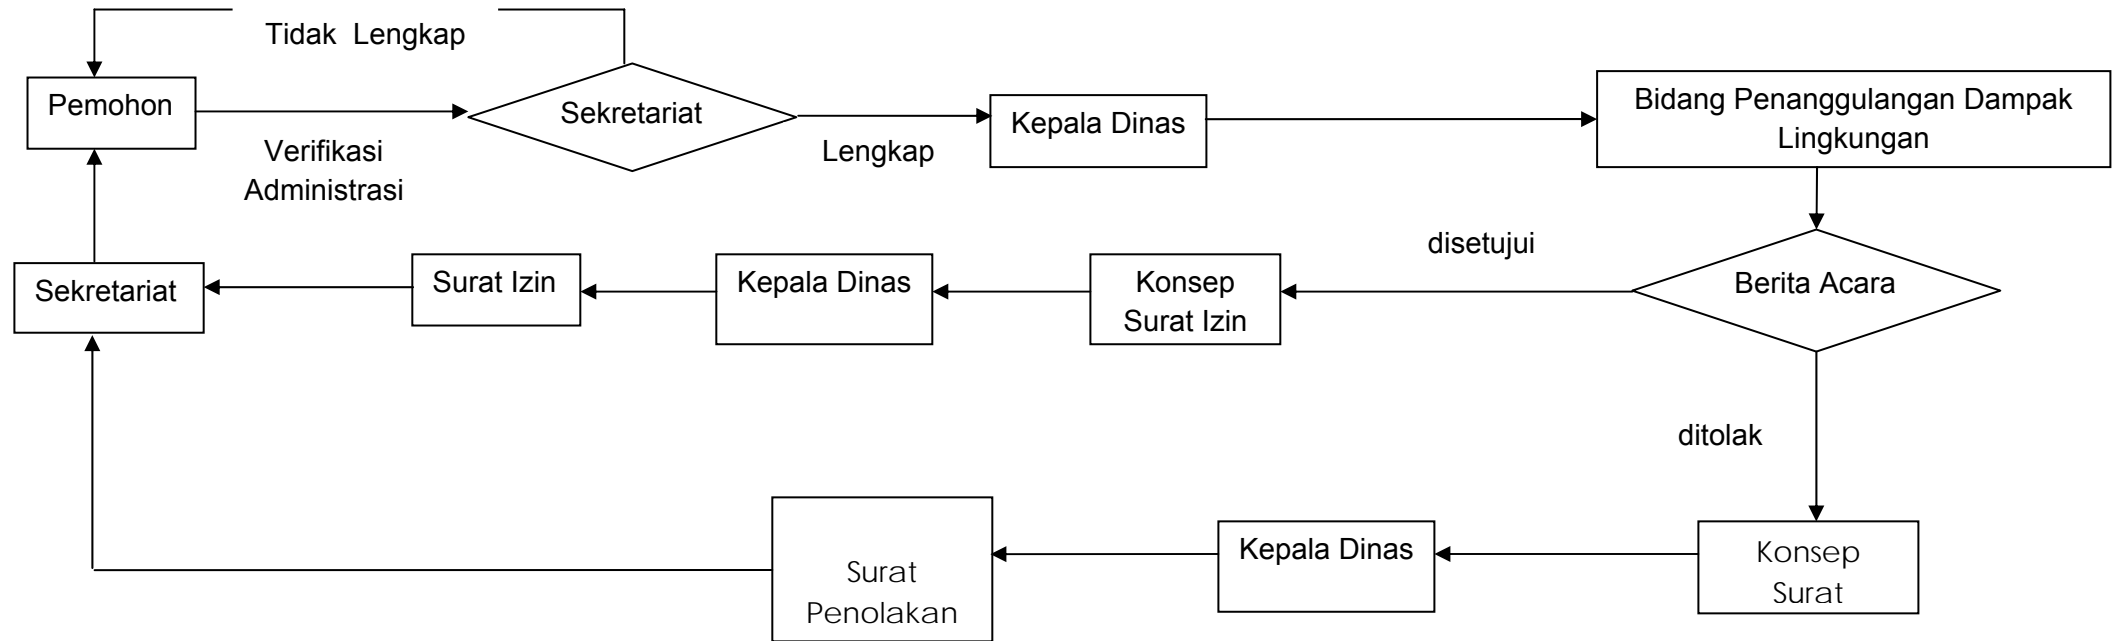 Tidak Lengkap
Pemohon
Verifikasi
Administrasi
Sekretariat
Lengkap
Kepala Dinas
Bidang Penanggulangan Dampak
Lingkungan
disetujui
Berita Acara
Konsep
Surat Izin
Kepala Dinas
Surat Izin
Sekretariat
ditolak
Konsep
Surat
Kepala Dinas
Surat
Penolakan